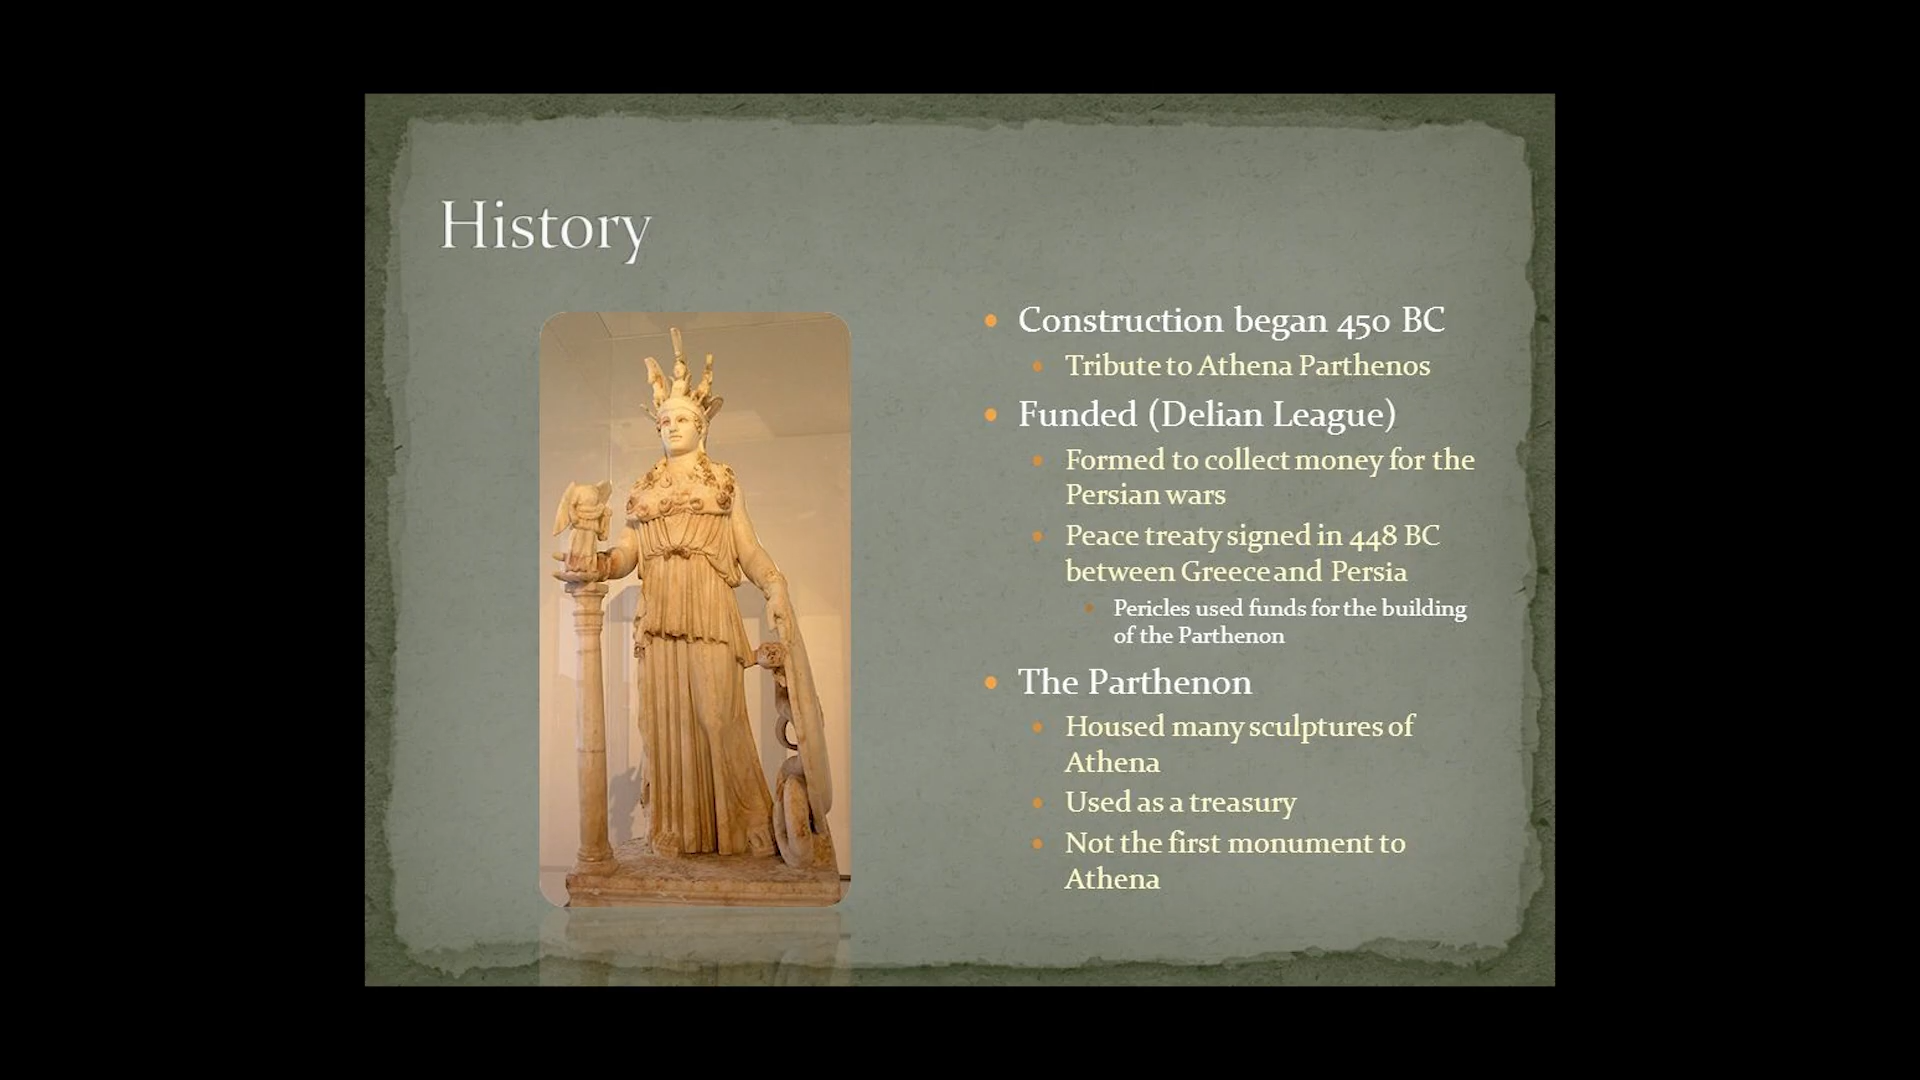 History
Construction began 450 BC
Tribute to Athena Parthenos
Funded (Delian League)
Formed to collect money for the
Persian wars
Peace treaty signed in 448 BC
between Greece and Persia
Pericles used funds for the building
of the Parthenon
The Parthenon
Housed many sculptures of
Athena
Used as a treasury
Not the first monument to
Athena